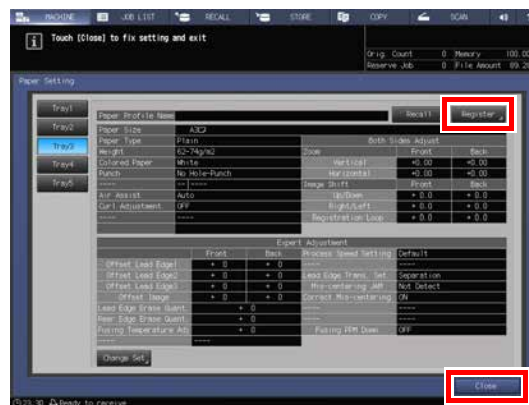 MACHINE JOB LIST RECALL STORE COPY SCAN
Touch [Close] to fix setting and exit
Orig. Count 0 Memory 100.00
Reserve Job 0 File Amount 89.20
Paper Setting
Tray1
Tray2
Tray3
Tray4
Tray5
Paper Profile Name Recall Register
Paper Size
Paper Type Plain Both Sides Adjust
Weight 62-74g/m2 Zoom Front Back
Colored Paper White Vertical +0.00 +0.00
Punch No Hole-Punch Horizontal +0.00 +0.00
---- -- ---- Image Shift Front Back
Air Assist Auto Up/Down + 0.0 + 0.0
Curl Adjustment OFF Right/Left + 0.0 + 0.0
---- ---- Registration Loop + 0.0 + 0.0
Expert Adjustment
Front Back Process Speed Setting Default
Offset Lead Edge1 + 0 + 0 ---- ----
Offset Lead Edge2 + 0 + 0 Lead Edge Trans. Set. Separation
Offset Lead Edge3 + 0 + 0 Mis-centering JAM Not Detect
Offset Image + 0 + 0 Correct Mis-centering ON
Lead Edge Erase Quant. + 0 ---- ----
Rear Edge Erase Quant. + 0 ---- ----
Fusing Temperature Adj + 0 Fusing PPM Down OFF
----
Change Set
Close
23:30 Ready to receive